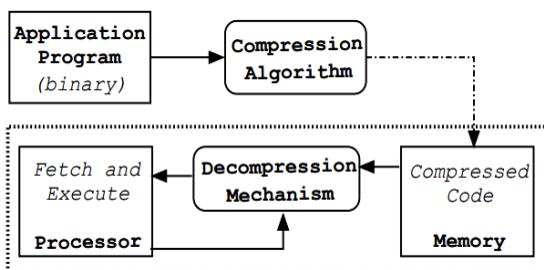 Application
Program
(binary)
Compression
Algorithm
Fetch and
Execute
Processor
Decompression
Mechanism
Compressed
Code
Memory